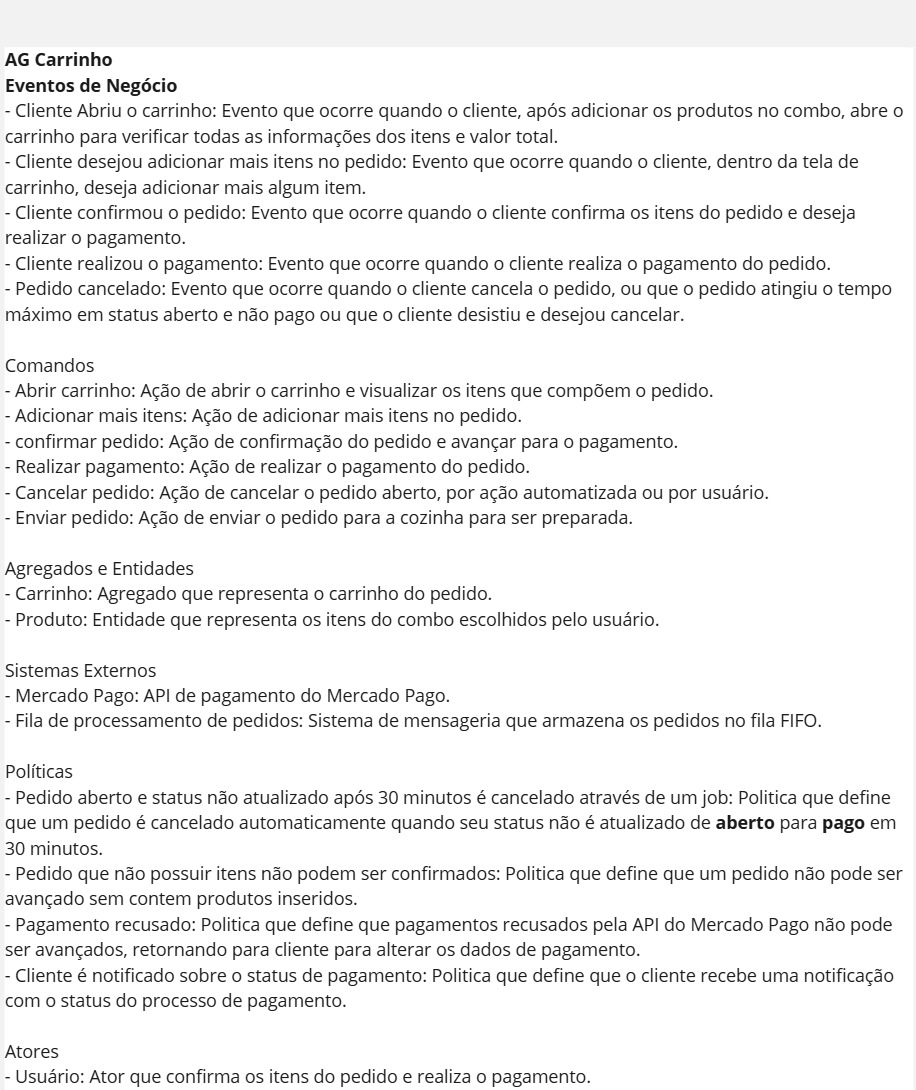 AG Carrinho
Eventos de Negócio
- Cliente Abriu o carrinho: Evento que ocorre quando o cliente, após adicionar os produtos no combo, abre o
carrinho para verificar todas as informações dos itens e valor total.
- Cliente desejou adicionar mais itens no pedido: Evento que ocorre quando o cliente, dentro da tela de
carrinho, deseja adicionar mais algum item.
- Cliente confirmou o pedido: Evento que ocorre quando o cliente confirma os itens do pedido e deseja
realizar o pagamento.
- Cliente realizou o pagamento: Evento que ocorre quando o cliente realiza o pagamento do pedido.
- Pedido cancelado: Evento que ocorre quando o cliente cancela o pedido, ou que o pedido atingiu o tempo
máximo em status aberto e não pago ou que o cliente desistiu e desejou cancelar.
Comandos
- Abrir carrinho: Ação de abrir o carrinho e visualizar os itens que compõem o pedido.
- Adicionar mais itens: Ação de adicionar mais itens no pedido.
- confirmar pedido: Ação de confirmação do pedido e avançar para o pagamento.
- Realizar pagamento: Ação de realizar o pagamento do pedido.
- Cancelar pedido: Ação de cancelar o pedido aberto, por ação automatizada ou por usuário.
- Enviar pedido: Ação de enviar o pedido para a cozinha para ser preparada.
Agregados e Entidades
- Carrinho: Agregado que representa o carrinho do pedido.
- Produto: Entidade que representa os itens do combo escolhidos pelo usuário.
Sistemas Externos
- Mercado Pago: API de pagamento do Mercado Pago.
- Fila de processamento de pedidos: Sistema de mensageria que armazena os pedidos no fila FIFO.
Políticas
- Pedido aberto e status não atualizado após 30 minutos é cancelado através de um job: Politica que define
que um pedido é cancelado automaticamente quando seu status não é atualizado de aberto para pago em
30 minutos.
- Pedido que não possuir itens não podem ser confirmados: Politica que define que um pedido não pode ser
avançado sem contem produtos inseridos.
- Pagamento recusado: Politica que define que pagamentos recusados pela API do Mercado Pago não pode
ser avançados, retornando para cliente para alterar os dados de pagamento.
- Cliente é notificado sobre o status de pagamento: Politica que define que o cliente recebe uma notificação
com o status do processo de pagamento.
Atores
- Usuário: Ator que confirma os itens do pedido e realiza o pagamento.